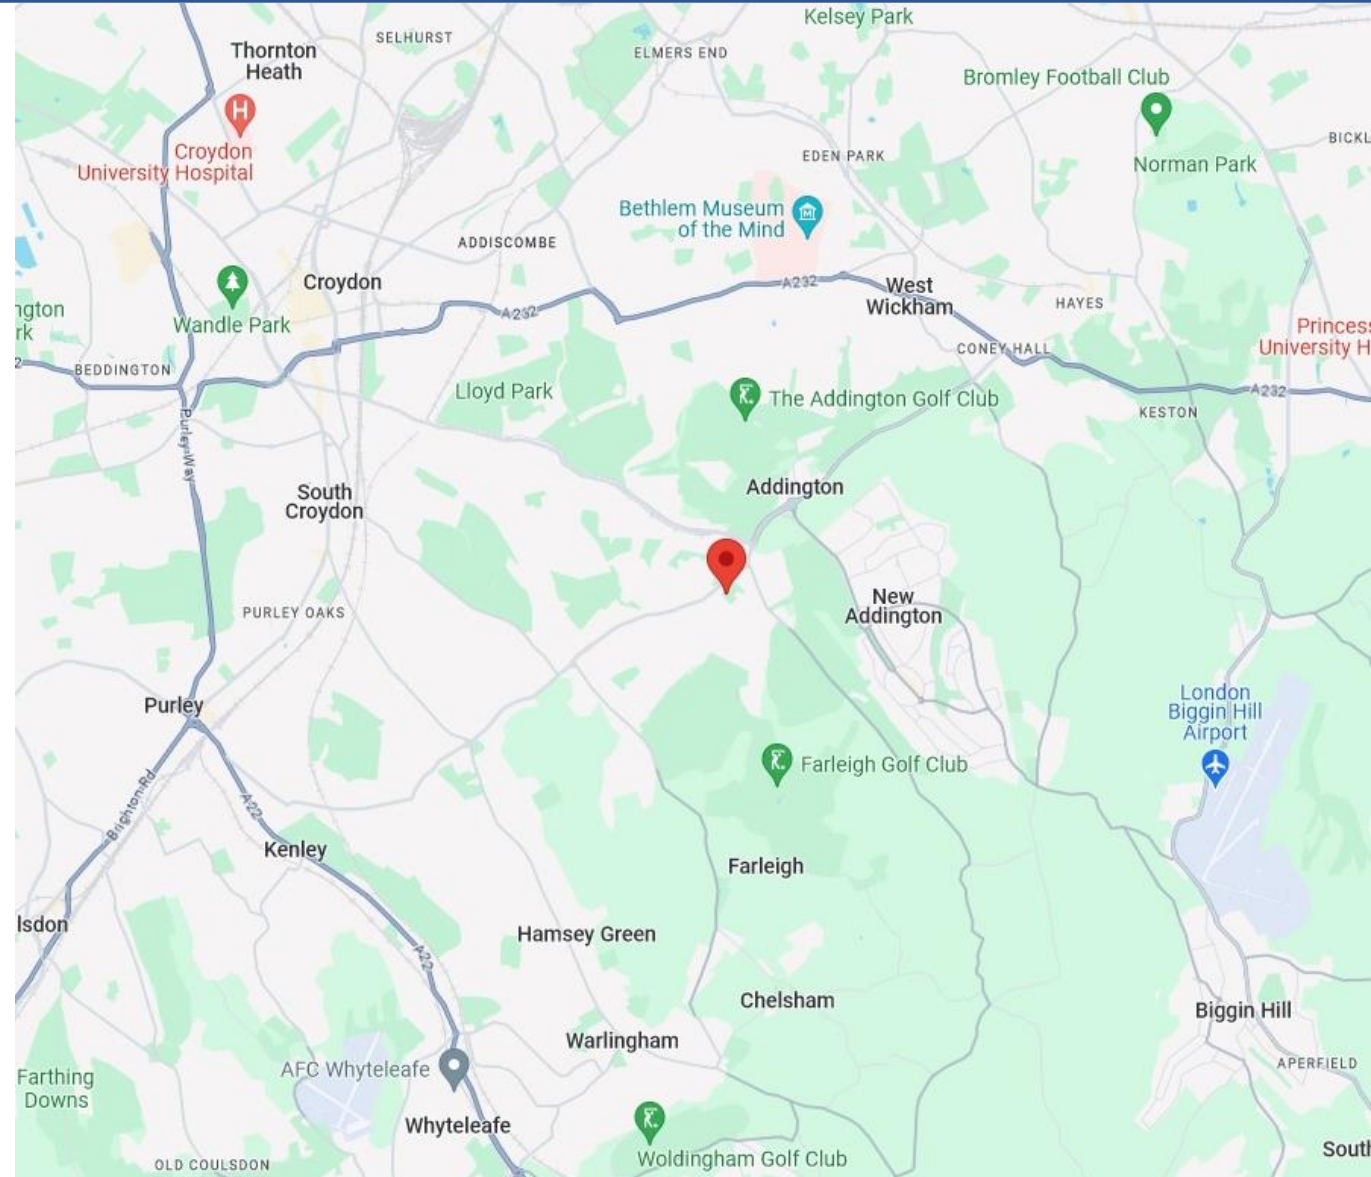 Kelsey Park
SELHURST
Thornton
Heath
ELMERS END
Bromley Football Club
H
Croydon
University Hospital
BICKL
EDEN PARK
Norman Park
Bethlem Museum
of the Mind
M
ADDISCOMBE
Croydon
A232
West
Wickham
HAYES
ngton
rk
Wandle Park
A232
Princess
University H
CONEY HALL
2
BEDDINGTON
Lloyd Park
The Addington Golf Club
A232
KESTON
Purley Way
South
Croydon
Addington
New
Addington
PURLEY OAKS
Purley
London
Biggin Hill
Airport
Farleigh Golf Club
Brighton Rd
A22
Kenley
Farleigh
lsdon
Hamsey Green
A22
Chelsham
Biggin Hill
Warlingham
AFC Whyteleafe
APERFIELD
Farthing
Downs
Whyteleafe
South
Woldingham Golf Club
OLD COULSDON